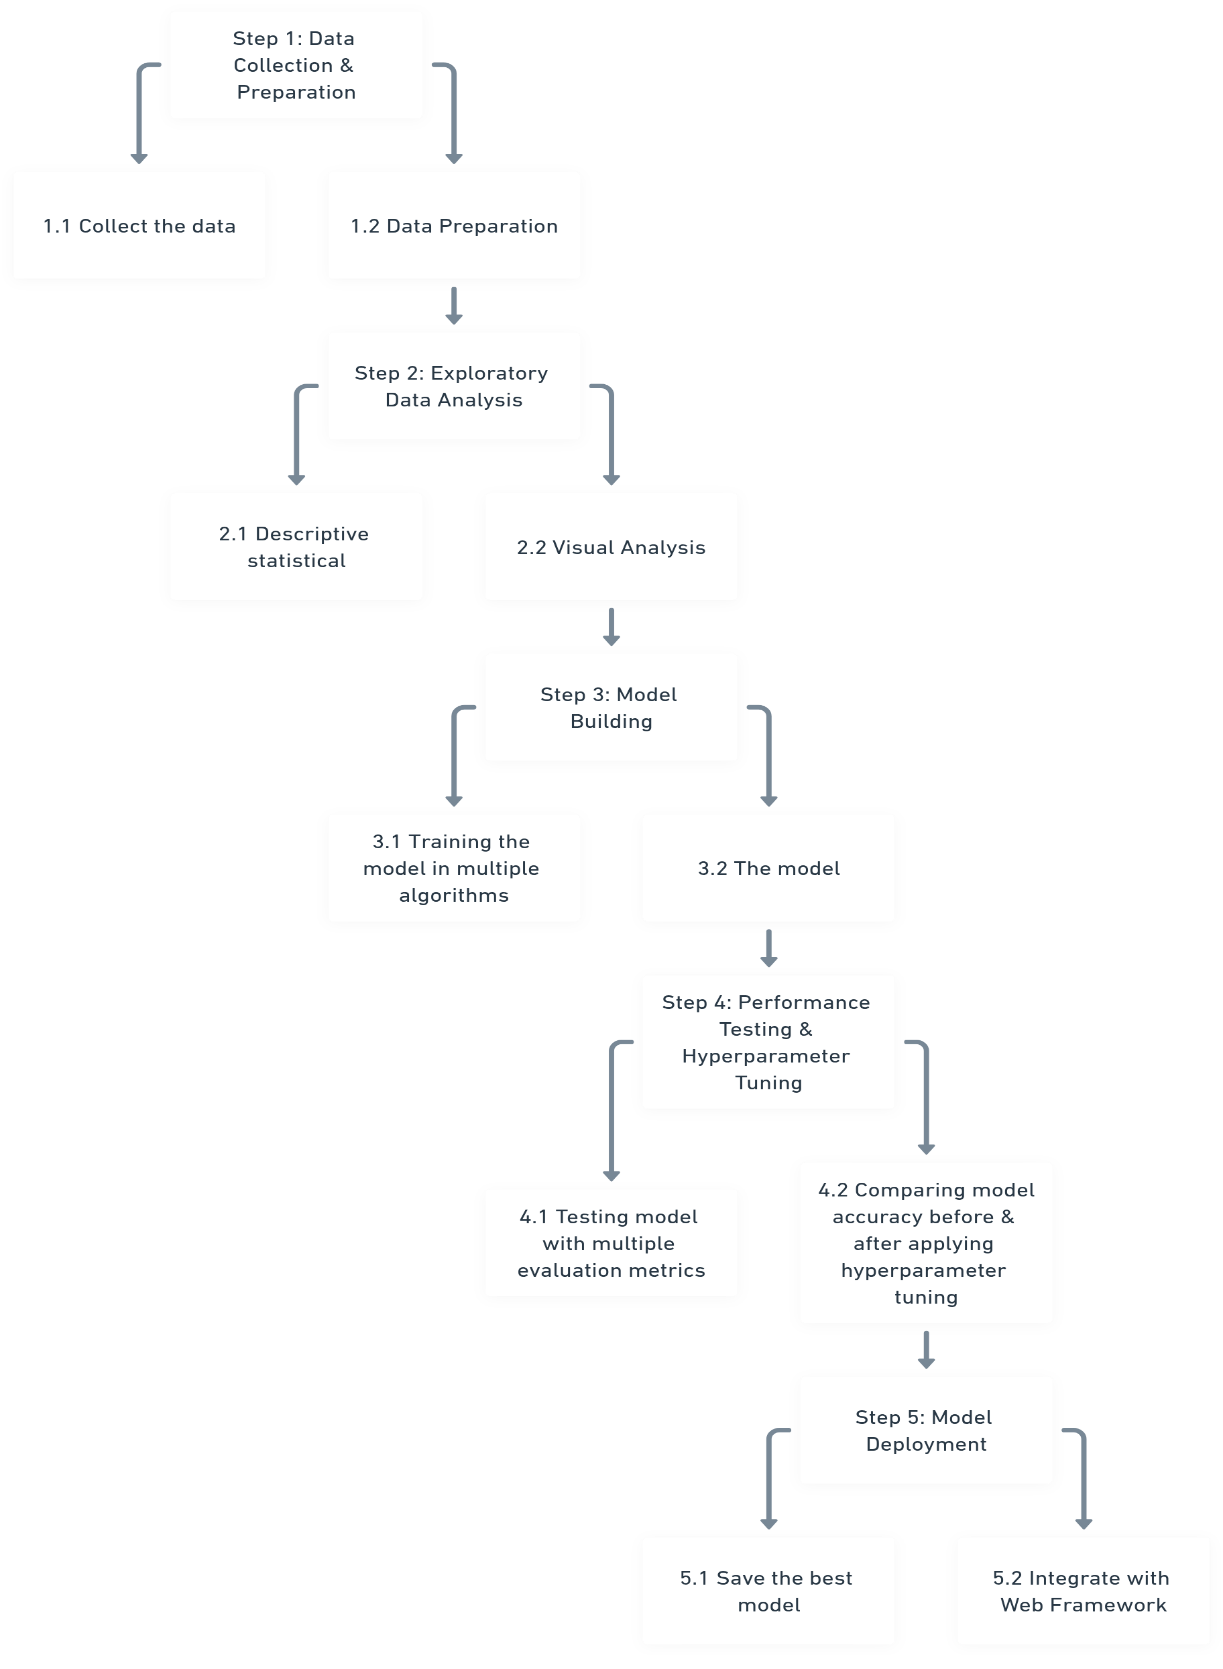 Step 1: Data
Collection &
Preparation
1.1 Collect the data
1.2 Data Preparation
Step 2: Exploratory
Data Analysis
2.1 Descriptive
statistical
2.2 Visual Analysis
Step 3: Model
Building
3.1 Training the
model in multiple
algorithms
3.2 The model
Step 4: Performance
Testing &
Hyperparameter
Tuning
4.1 Testing model
with multiple
evaluation metrics
4.2 Comparing model
accuracy before &
after applying
hyperparameter
tuning
Step 5: Model
Deployment
5.1 Save the best
model
5.2 Integrate with
Web Framework